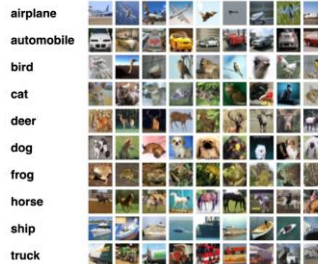 airplane
automobile
bird
cat
deer
dog
frog
horse
ship
truck